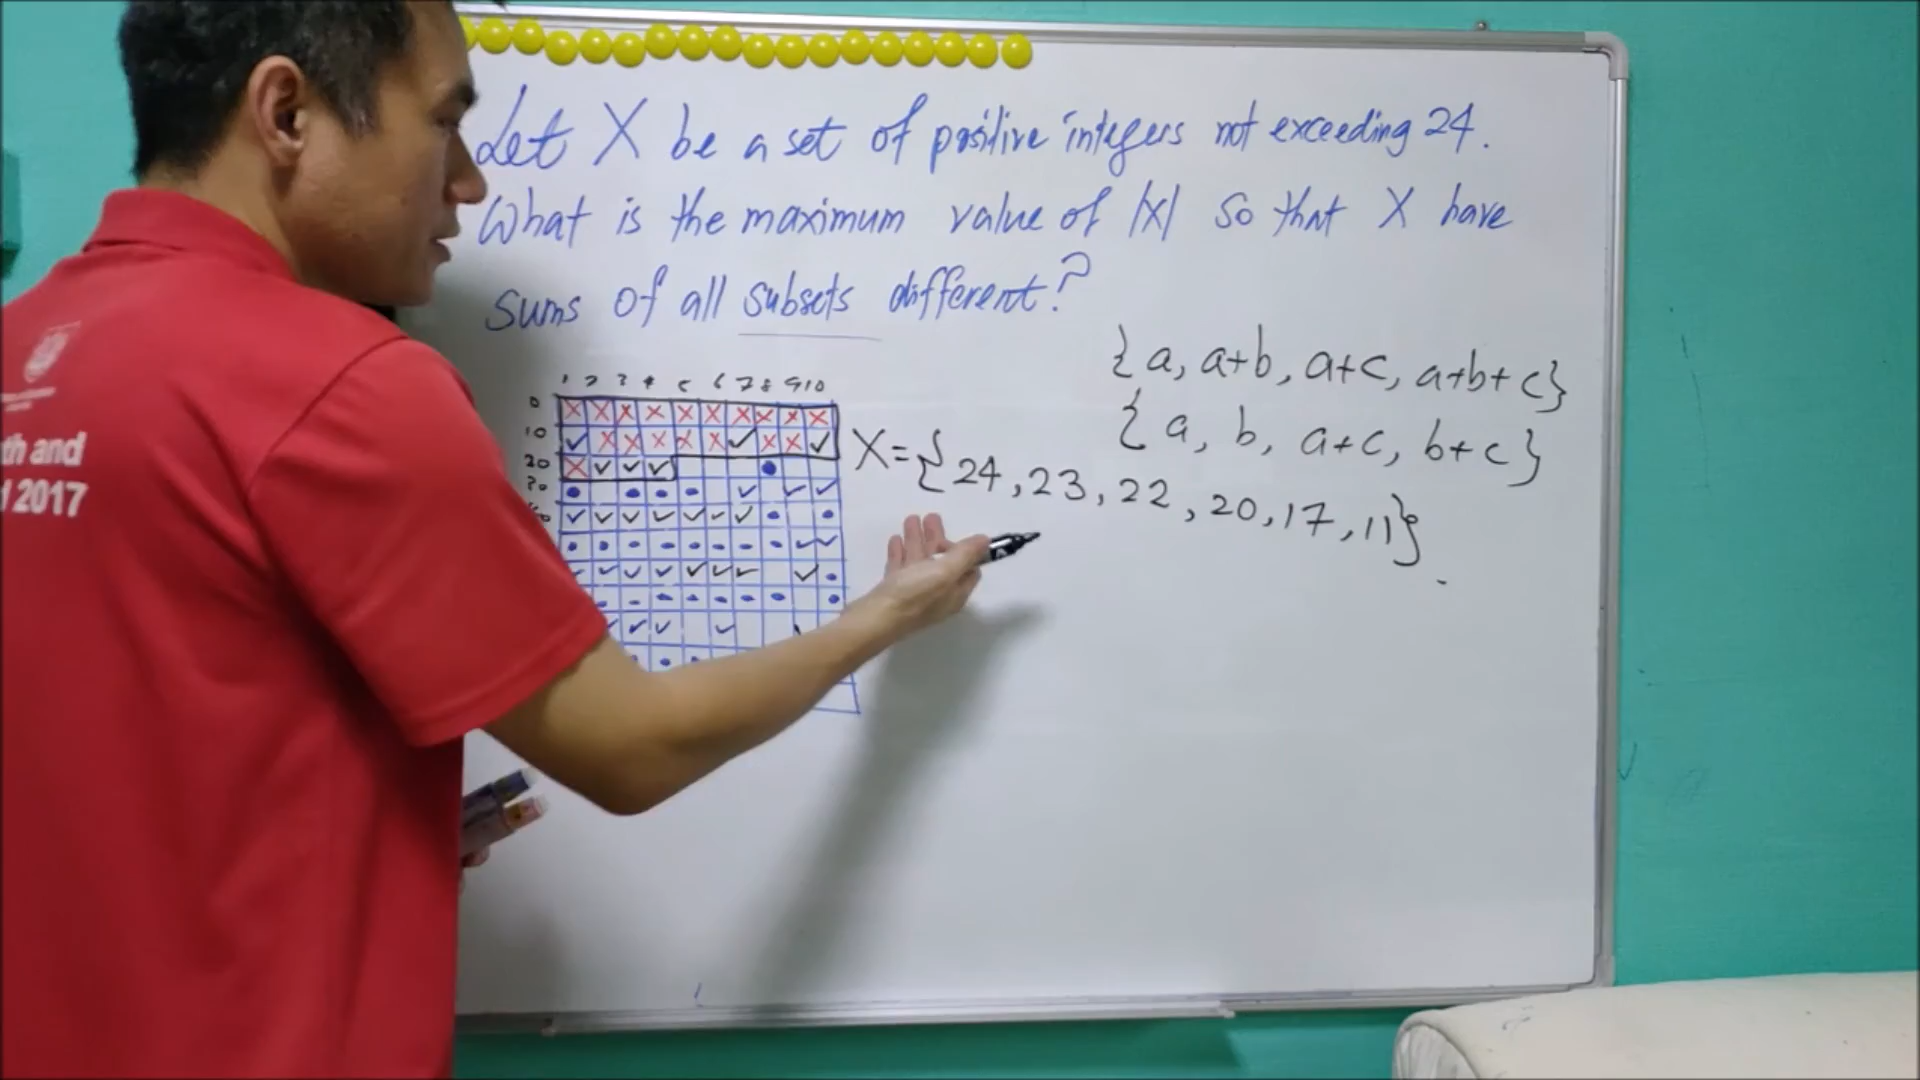 Let X be a set of positive integers not exceeding 24.
What is the maximum value of |X| so that X have
sums of all subsets different?
{a, a+b, a+c, a+b+c}
{a, b, a+c, b+c}
X={24,23,22,20,17,11}
1 2 3 4 5 6 7 8 9 10
0
10
20
30
th and
2017